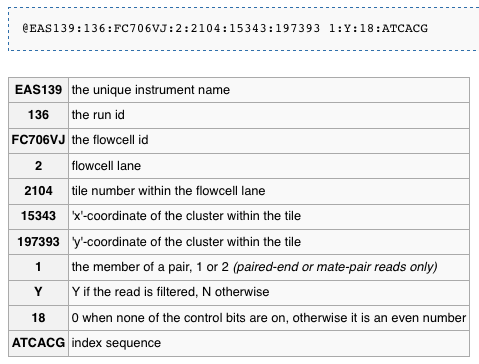 @EAS139:136:FC706VJ:2:2104:15343:197393 1:Y:18:ATCACG
EAS139 the unique instrument name
136 the run id
FC706VJ the flowcell id
2 flowcell lane
2104 tile number within the flowcell lane
15343 'x'-coordinate of the cluster within the tile
197393 'y'-coordinate of the cluster within the tile
1 the member of a pair, 1 or 2 (paired-end or mate-pair reads only)
Y Y if the read is filtered, N otherwise
18 0 when none of the control bits are on, otherwise it is an even number
ATCACG index sequence